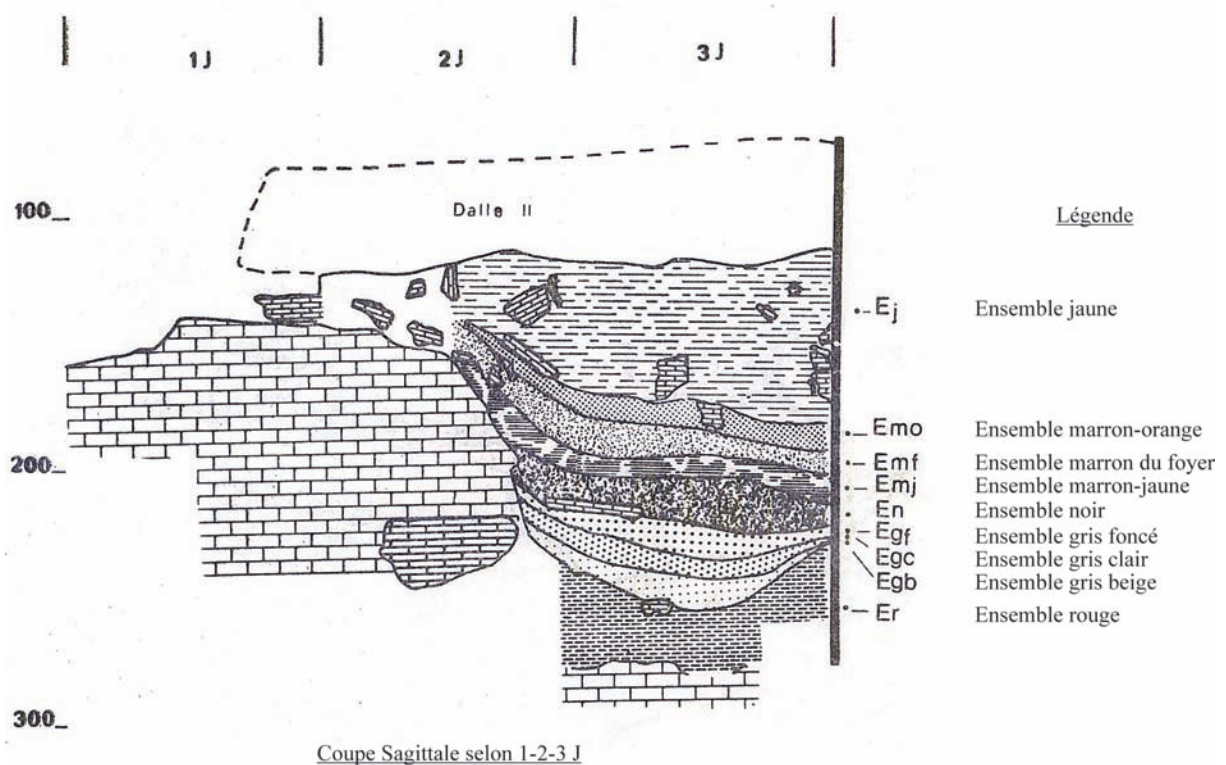 1J 2J 3J
100_
Dalle II
Légende
Ej Ensemble jaune
Emo Ensemble marron-orange
200_
Emf Ensemble marron du foyer
Emj Ensemble marron-jaune
En Ensemble noir
Egf Ensemble gris foncé
Egc Ensemble gris clair
Egb Ensemble gris beige
Er Ensemble rouge
300_
Coupe Sagittale selon 1-2-3 J